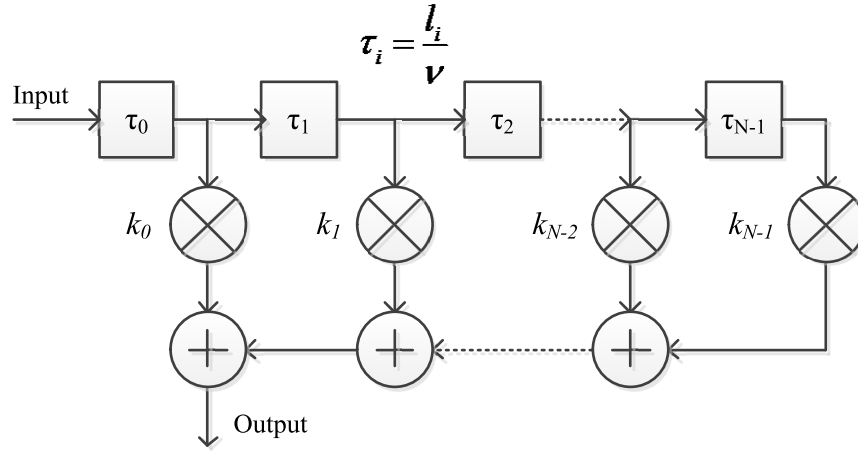 τᵢ = lᵢ / v
Input
τ₀ τ₁ τ₂ τN-1
k₀ k₁ kN-2 kN-1
Output